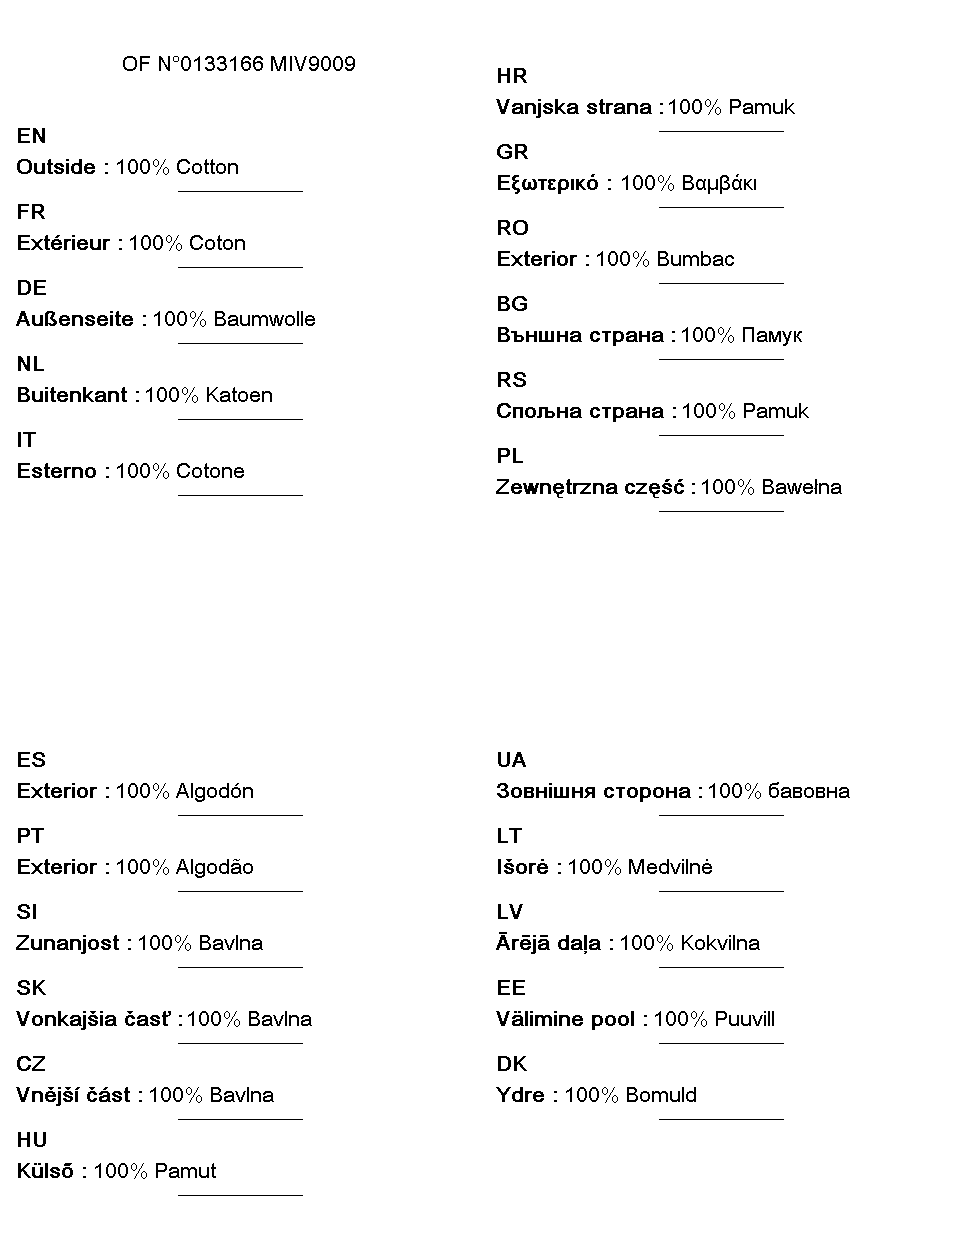 OF N°0133166 MIV9009
EN
Outside : 100% Cotton
FR
Extérieur : 100% Coton
DE
Außenseite : 100% Baumwolle
NL
Buitenkant : 100% Katoen
IT
Esterno : 100% Cotone
ES
Exterior : 100% Algodón
PT
Exterior : 100% Algodão
SI
Zunanjost : 100% Bavlna
SK
Vonkajšia časť : 100% Bavlna
CZ
Vnější část : 100% Bavlna
HU
Külső : 100% Pamut
HR
Vanjska strana : 100% Pamuk
GR
Εξωτερικό : 100% Βαμβάκι
RO
Exterior : 100% Bumbac
BG
Външна страна : 100% Памук
RS
Спољна страна : 100% Pamuk
PL
Zewnętrzna część : 100% Bawełna
UA
Зовнішня сторона : 100% бавовна
LT
Išorė : 100% Medvilnė
LV
Ārējā daļa : 100% Kokvilna
EE
Välimine pool : 100% Puuvill
DK
Ydre : 100% Bomuld